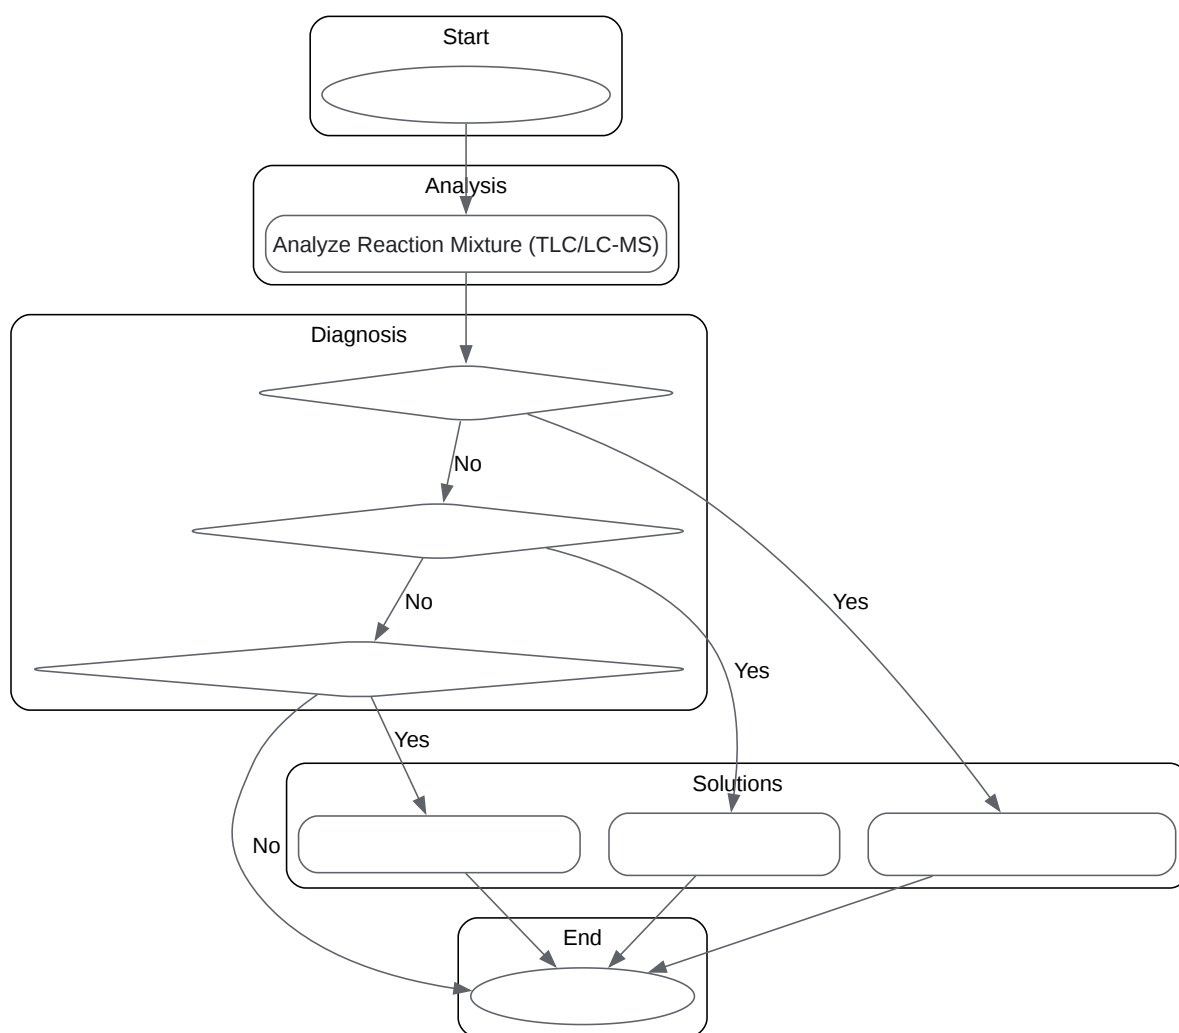 Start
Analysis
Analyze Reaction Mixture (TLC/LC-MS)
Diagnosis
No
No
Yes
Yes
Yes
Solutions
No
End